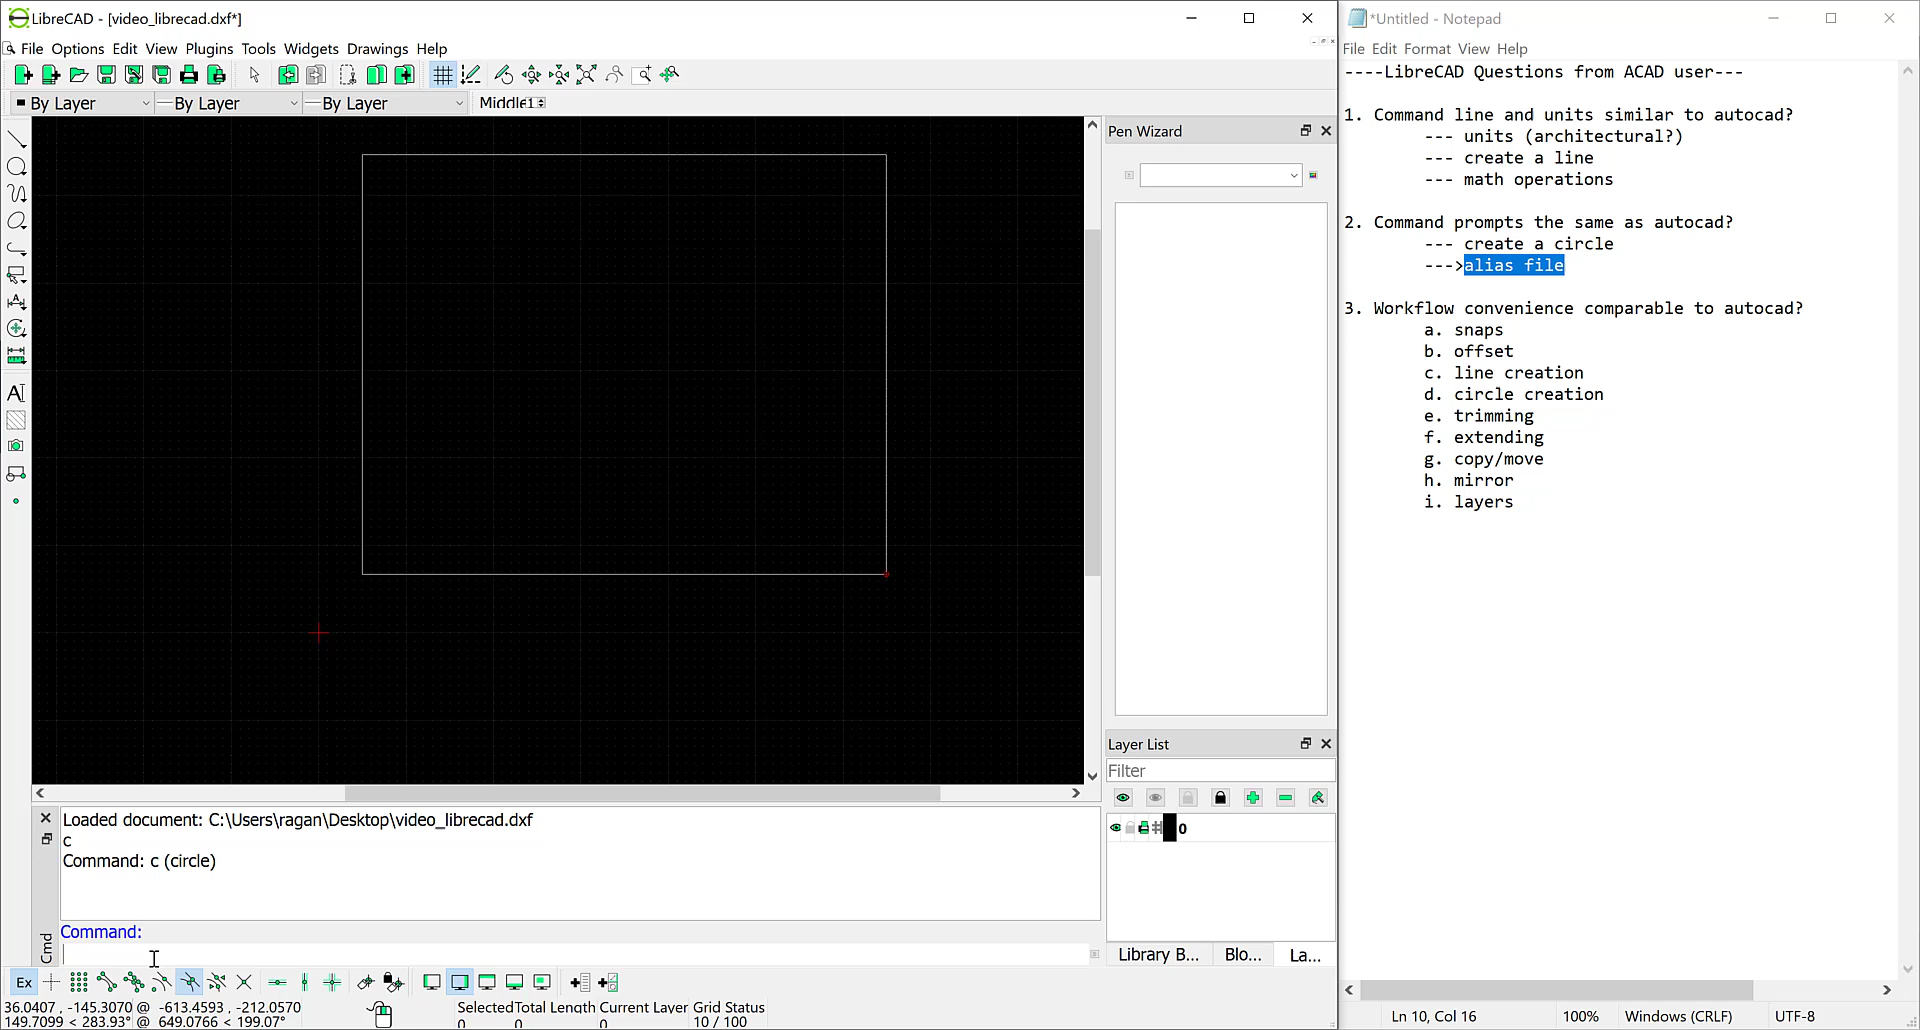 LibreCAD - [video_librecad.dxf*]
File Options Edit View Plugins Tools Widgets Drawings Help
By Layer
By Layer
By Layer
Middle1
Pen Wizard
Layer List
Filter
0
Library B...
Blo...
La...
Loaded document: C:\Users\ragan\Desktop\video_librecad.dxf
c
Command: c (circle)
Cmd
Command:
Ex
36.0407 , -145.3070 @ -613.4593 , -212.0570
149.7099 < 283.93° @ 649.0766 < 199.07°
Selected Total Length Current Layer Grid Status
0 0 0 10 / 100
*Untitled - Notepad
File Edit Format View Help
----LibreCAD Questions from ACAD user---
1. Command line and units similar to autocad?
--- units (architectural?)
--- create a line
--- math operations
2. Command prompts the same as autocad?
--- create a circle
--->alias file
3. Workflow convenience comparable to autocad?
a. snaps
b. offset
c. line creation
d. circle creation
e. trimming
f. extending
g. copy/move
h. mirror
i. layers
Ln 10, Col 16
100%
Windows (CRLF)
UTF-8